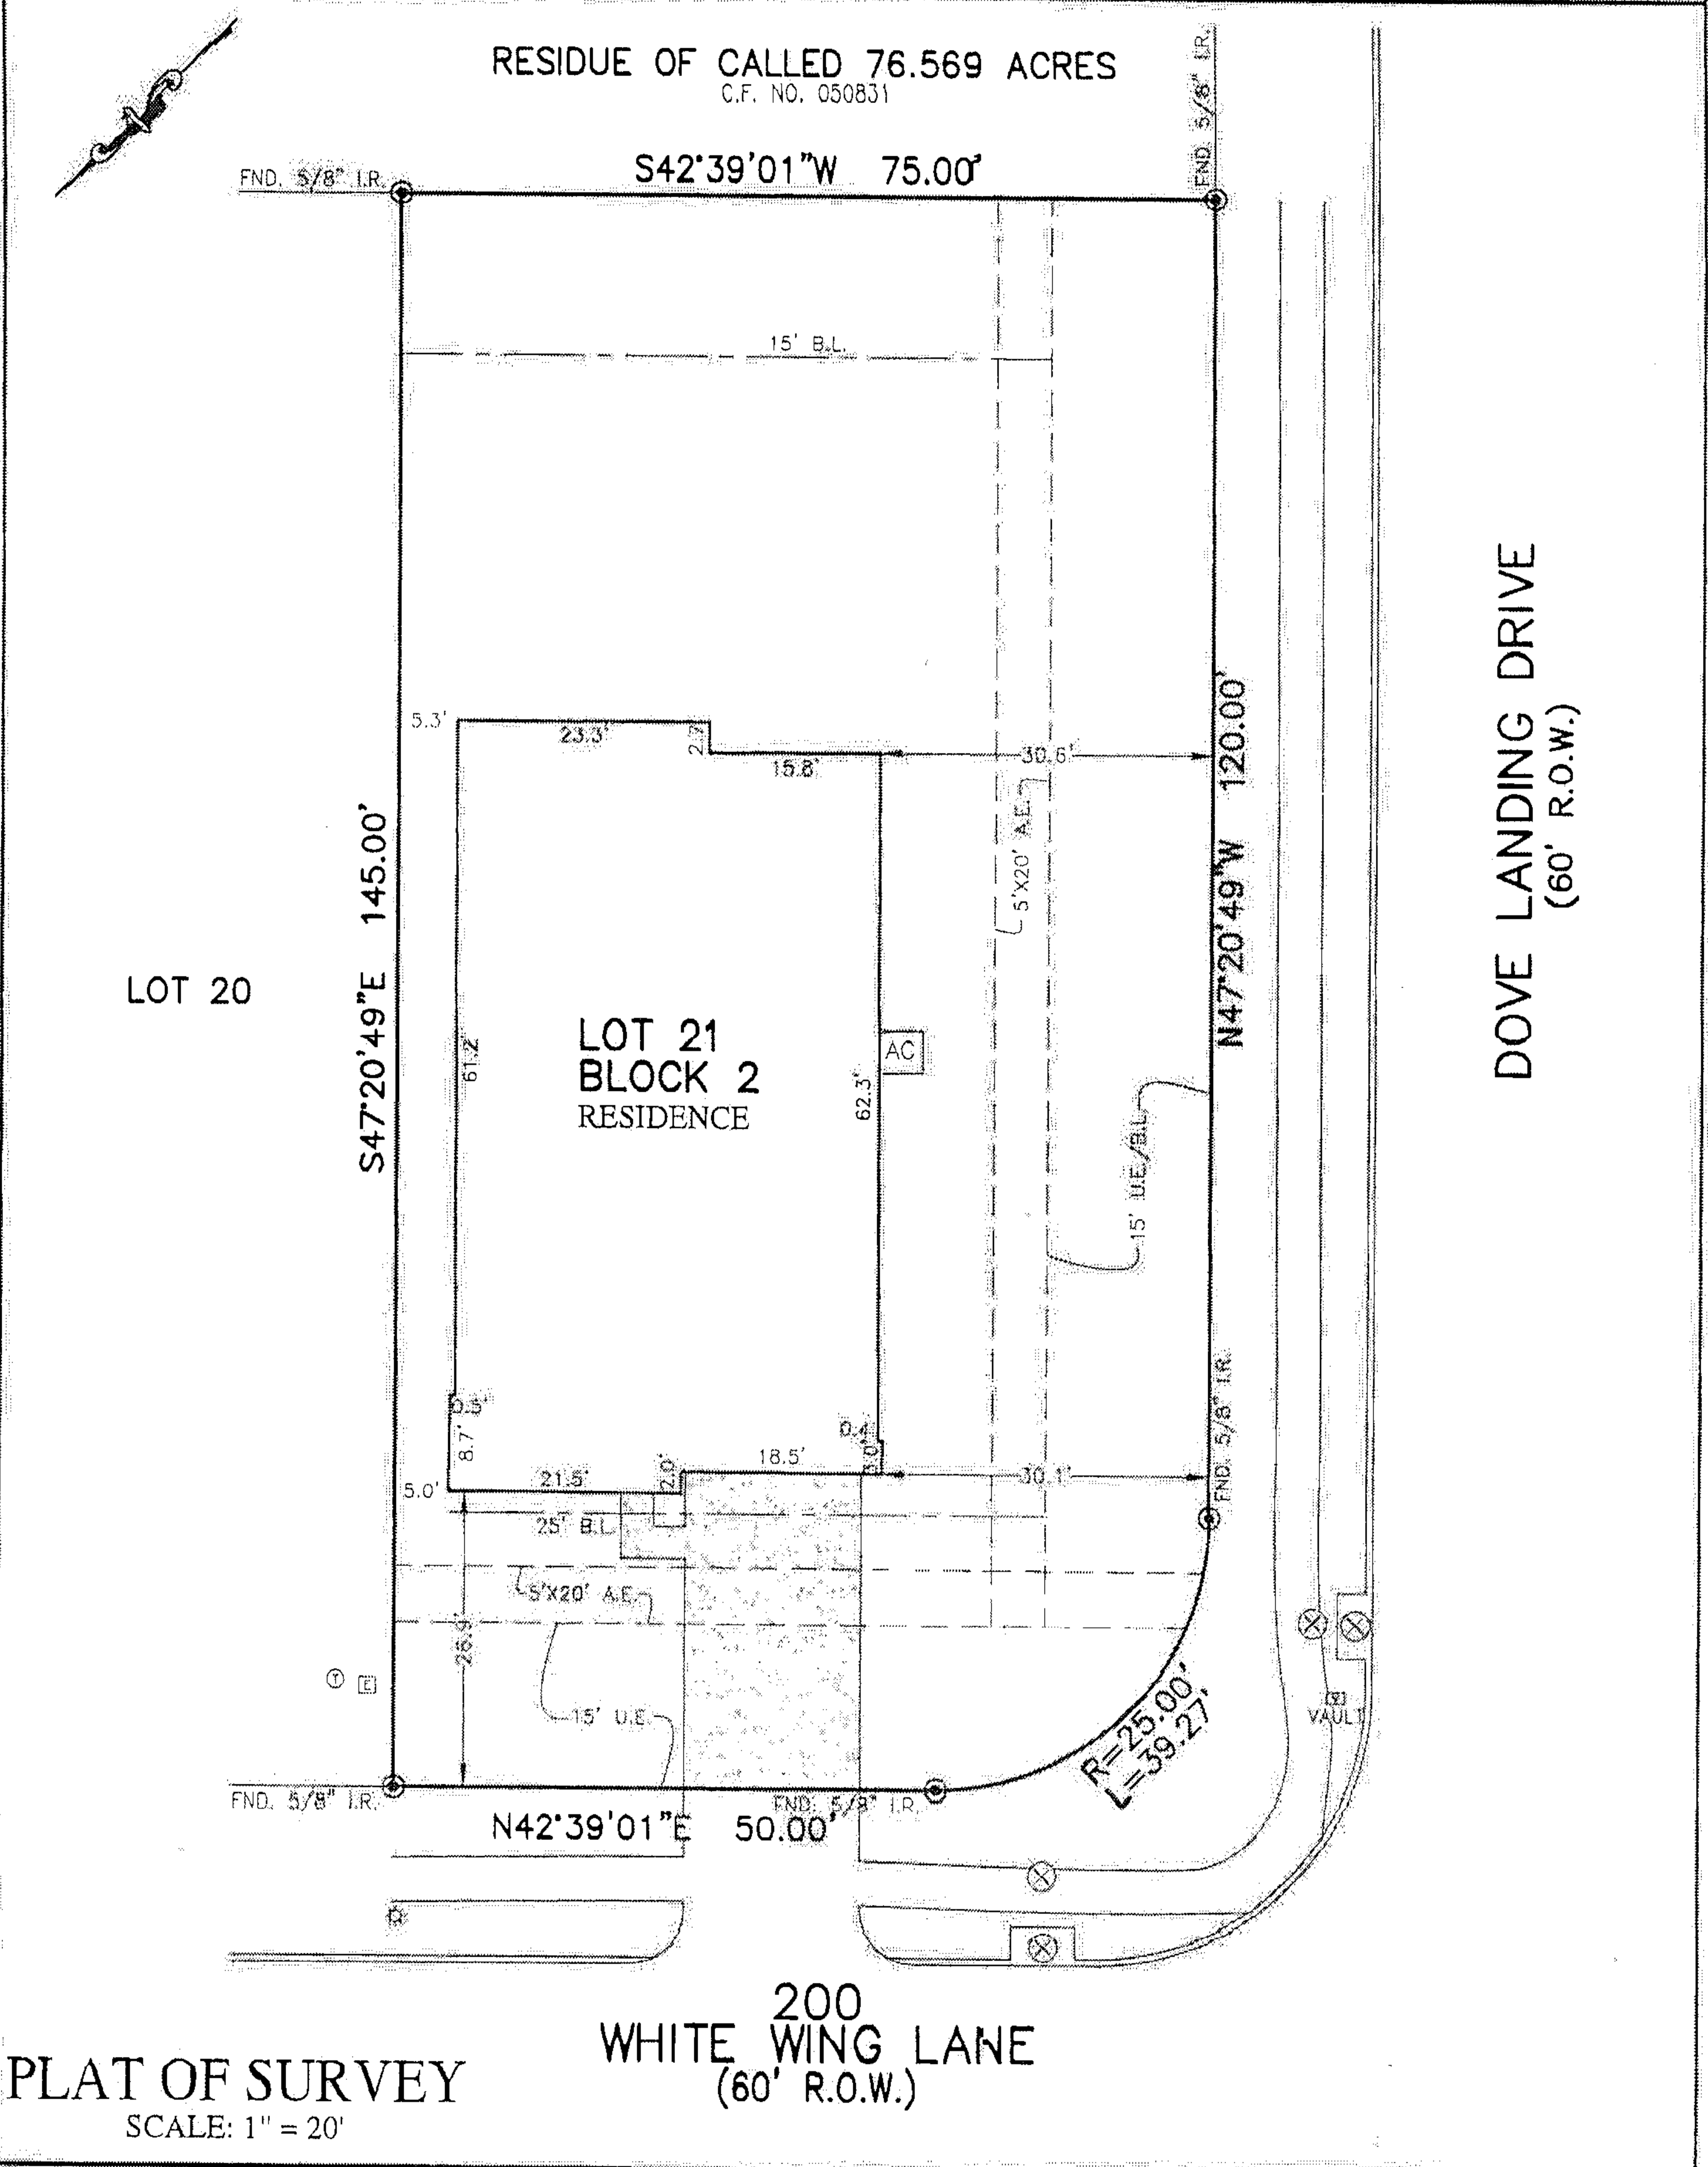 RESIDUE OF CALLED 76.569 ACRES
C.F. NO. 050831
FND. 5/8" I.R.
S42°39'01"W 75.00'
FND. 5/8" I.R.
15' B.L.
5.3'
23.3'
2.7'
15.8'
30.6'
5'X20' A.E.
S47°20'49"E 145.00'
N47°20'49"W 120.00'
DOVE LANDING DRIVE
(60' R.O.W.)
LOT 20
LOT 21
BLOCK 2
RESIDENCE
61.2'
62.3'
AC
15' U.E./B.L.
FND. 5/8" I.R.
0.5'
8.7'
0.4'
3.0'
18.5'
2.0'
21.5'
5.0'
30.1'
25' B.L.
5'X20' A.E.
26.9'
T
E
15' U.E.
R=25.00'
L=39.27'
VAULT
FND. 5/8" I.R.
FND. 5/8" I.R.
N42°39'01"E 50.00'
200
WHITE WING LANE
(60' R.O.W.)
PLAT OF SURVEY
SCALE: 1" = 20'